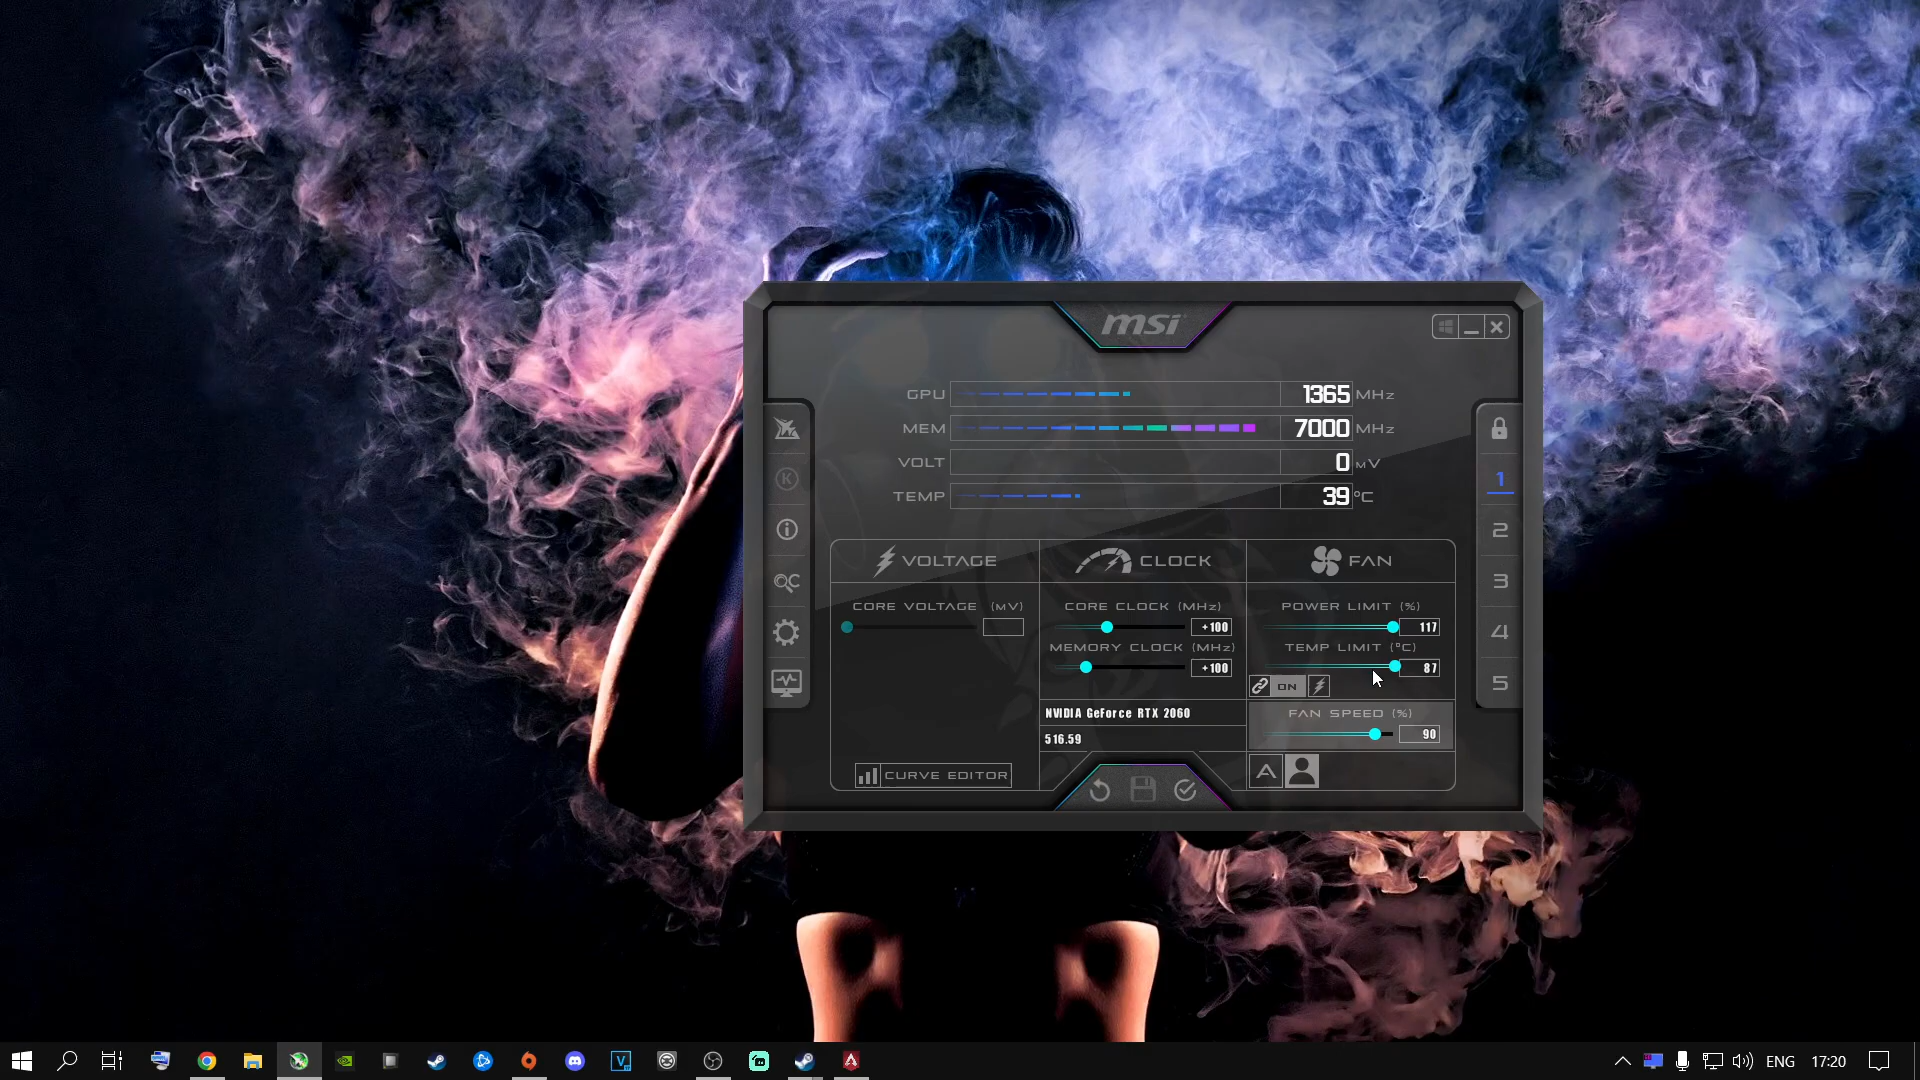 msi
GPU 1365 MHz
MEM 7000 MHz
VOLT 0 mV
TEMP 39 °C
K
1
2
3
4
5
VOLTAGE
CLOCK
FAN
CORE VOLTAGE (MV)
CORE CLOCK (MHz)
+100
MEMORY CLOCK (MHz)
+100
POWER LIMIT (%)
117
TEMP LIMIT (°C)
87
ON
NVIDIA GeForce RTX 2060
516.59
FAN SPEED (%)
90
A
CURVE EDITOR
V
ENG
17:20